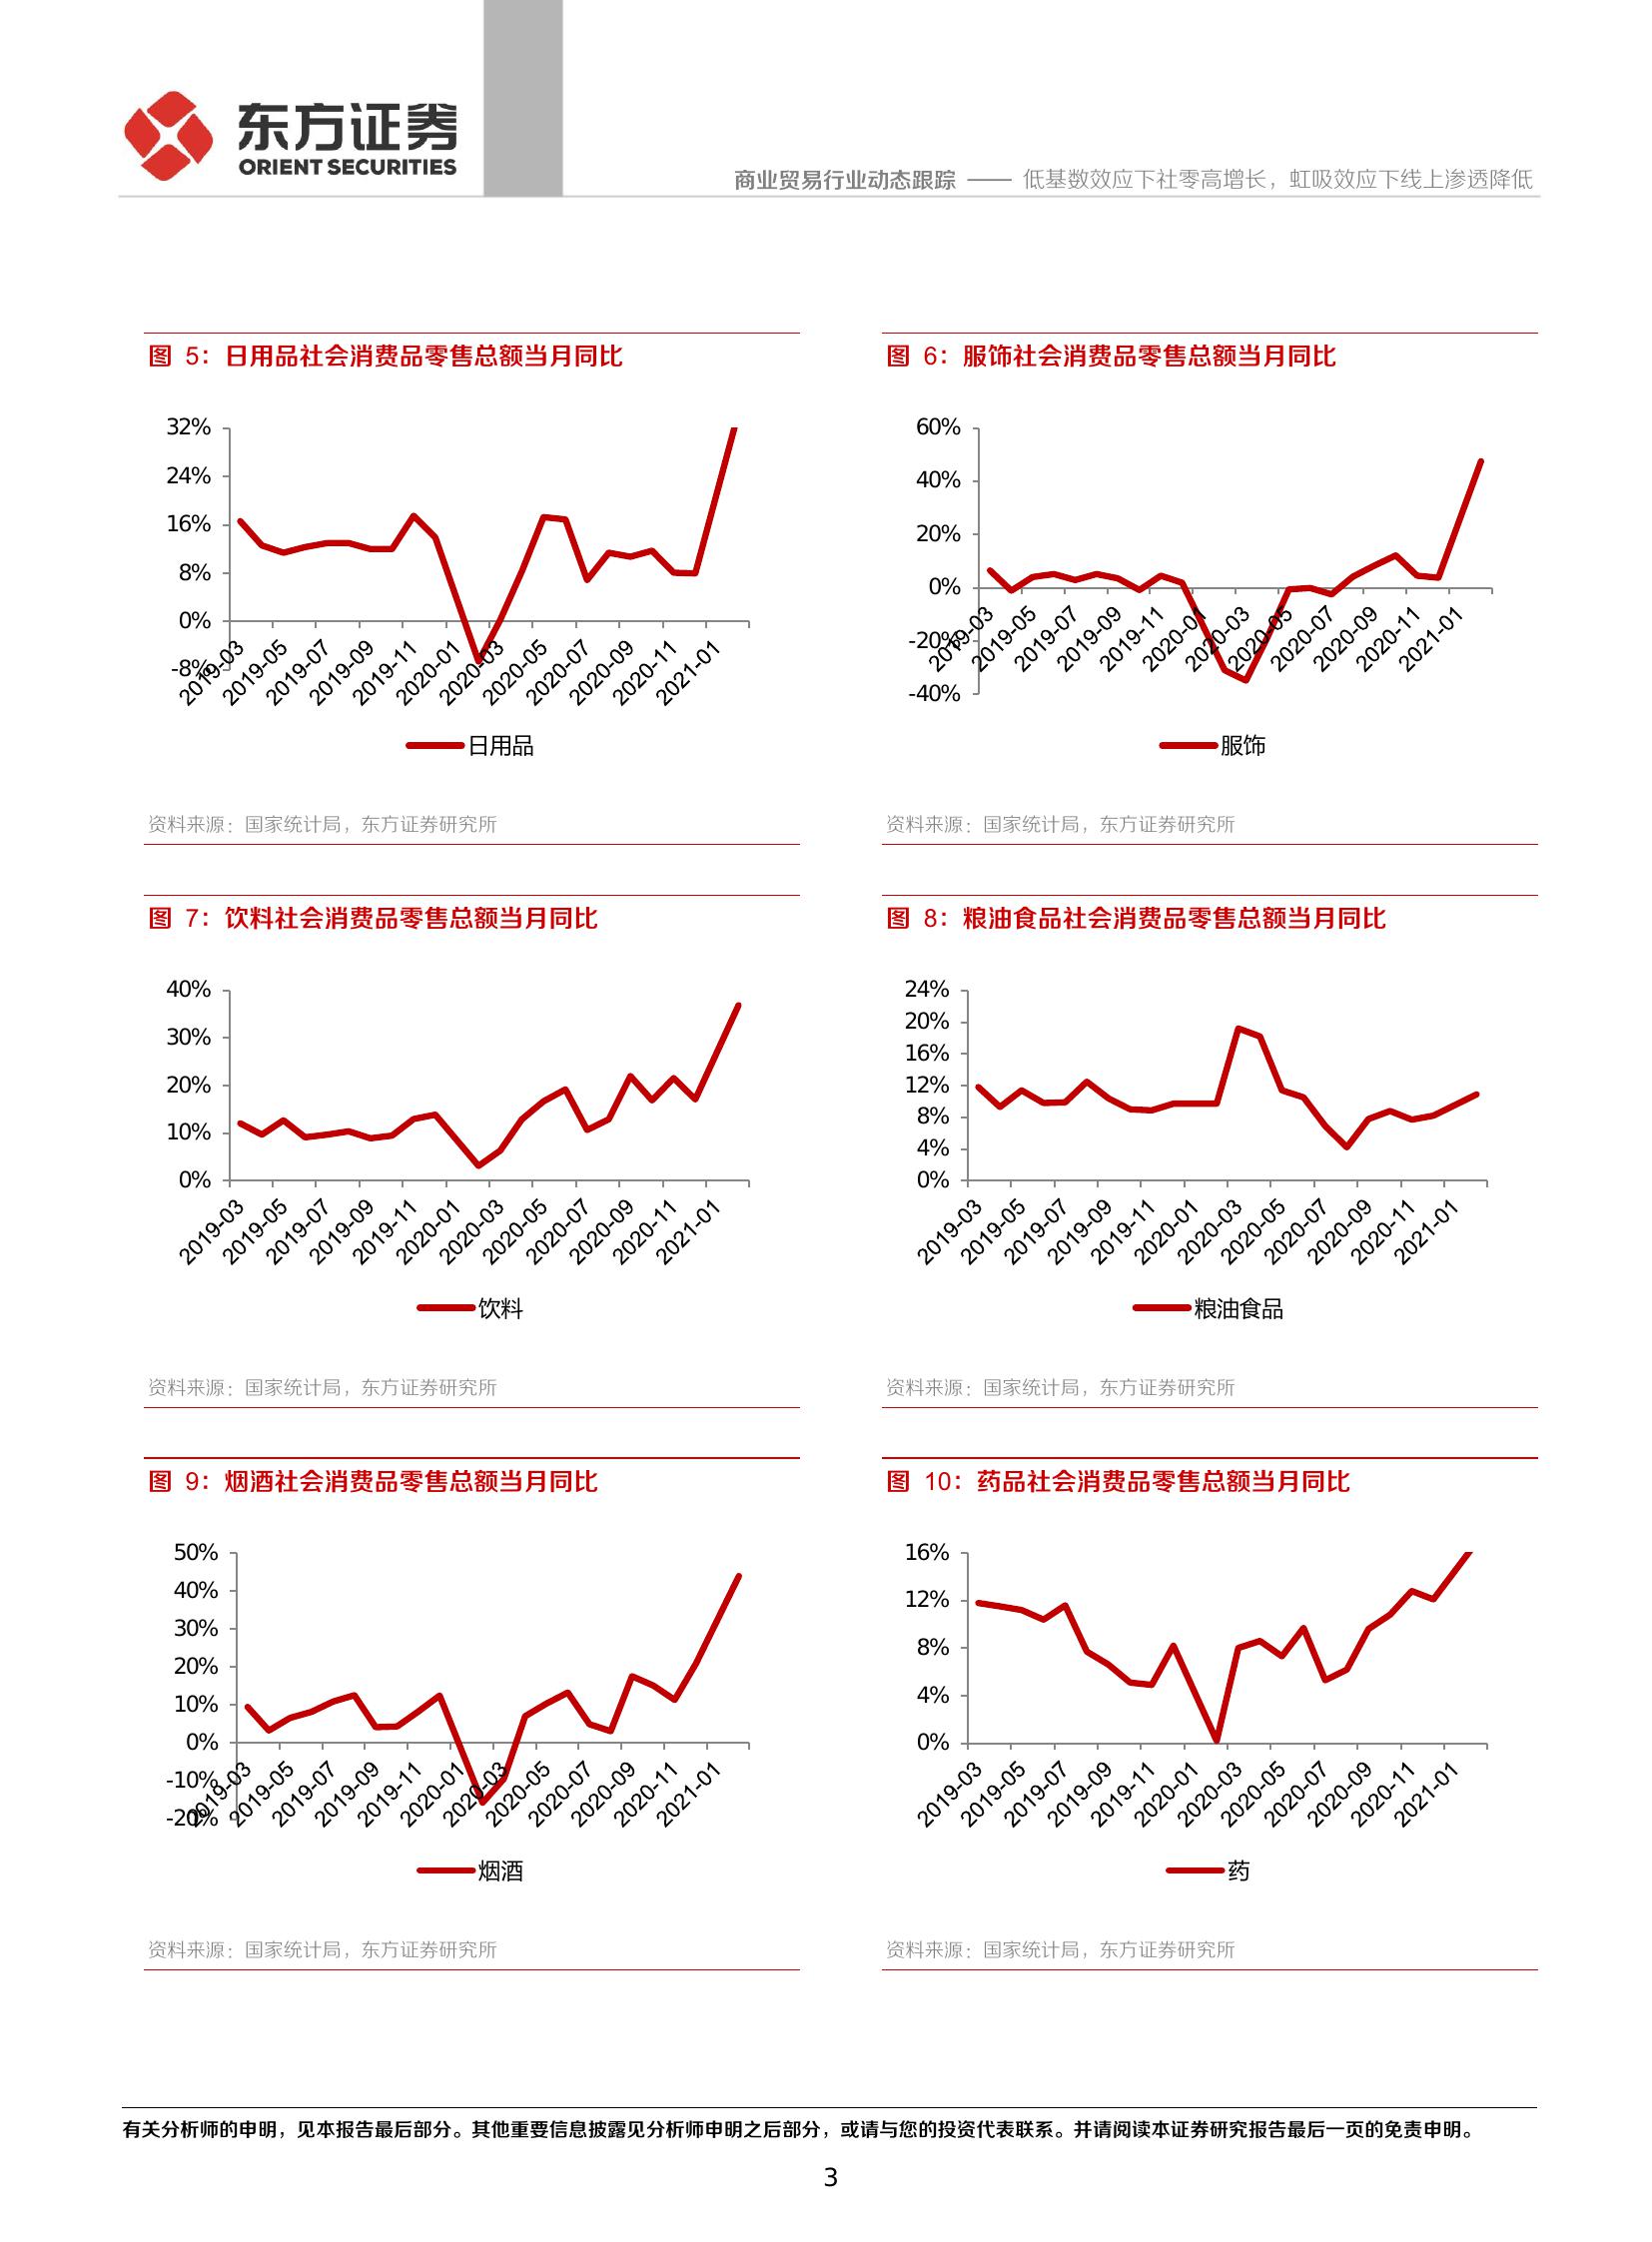 东方证券
ORIENT SECURITIES
商业贸易行业动态跟踪 —— 低基数效应下社零高增长，虹吸效应下线上渗透降低
图 5：日用品社会消费品零售总额当月同比
32%
24%
16%
8%
0%
-8%
2019-03 2019-05 2019-07 2019-09 2019-11 2020-01 2020-03 2020-05 2020-07 2020-09 2020-11 2021-01
日用品
资料来源：国家统计局，东方证券研究所
图 6：服饰社会消费品零售总额当月同比
60%
40%
20%
0%
-20%
-40%
2019-03 2019-05 2019-07 2019-09 2019-11 2020-01 2020-03 2020-05 2020-07 2020-09 2020-11 2021-01
服饰
资料来源：国家统计局，东方证券研究所
图 7：饮料社会消费品零售总额当月同比
40%
30%
20%
10%
0%
2019-03 2019-05 2019-07 2019-09 2019-11 2020-01 2020-03 2020-05 2020-07 2020-09 2020-11 2021-01
饮料
资料来源：国家统计局，东方证券研究所
图 8：粮油食品社会消费品零售总额当月同比
24%
20%
16%
12%
8%
4%
0%
2019-03 2019-05 2019-07 2019-09 2019-11 2020-01 2020-03 2020-05 2020-07 2020-09 2020-11 2021-01
粮油食品
资料来源：国家统计局，东方证券研究所
图 9：烟酒社会消费品零售总额当月同比
50%
40%
30%
20%
10%
0%
-10%
-20%
2019-03 2019-05 2019-07 2019-09 2019-11 2020-01 2020-03 2020-05 2020-07 2020-09 2020-11 2021-01
烟酒
资料来源：国家统计局，东方证券研究所
图 10：药品社会消费品零售总额当月同比
16%
12%
8%
4%
0%
2019-03 2019-05 2019-07 2019-09 2019-11 2020-01 2020-03 2020-05 2020-07 2020-09 2020-11 2021-01
药
资料来源：国家统计局，东方证券研究所
有关分析师的申明，见本报告最后部分。其他重要信息披露见分析师申明之后部分，或请与您的投资代表联系。并请阅读本证券研究报告最后一页的免责申明。
3